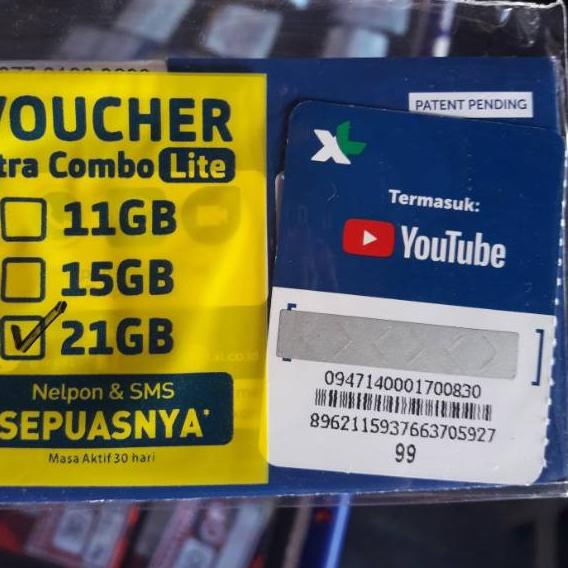 VOUCHER
tra Combo Lite
11GB
15GB
21GB
Nelpon & SMS
SEPUASNYA*
Masa Aktif 30 hari
PATENT PENDING
XL
Termasuk:
YouTube
0947140001700830
8962115937663705927
99